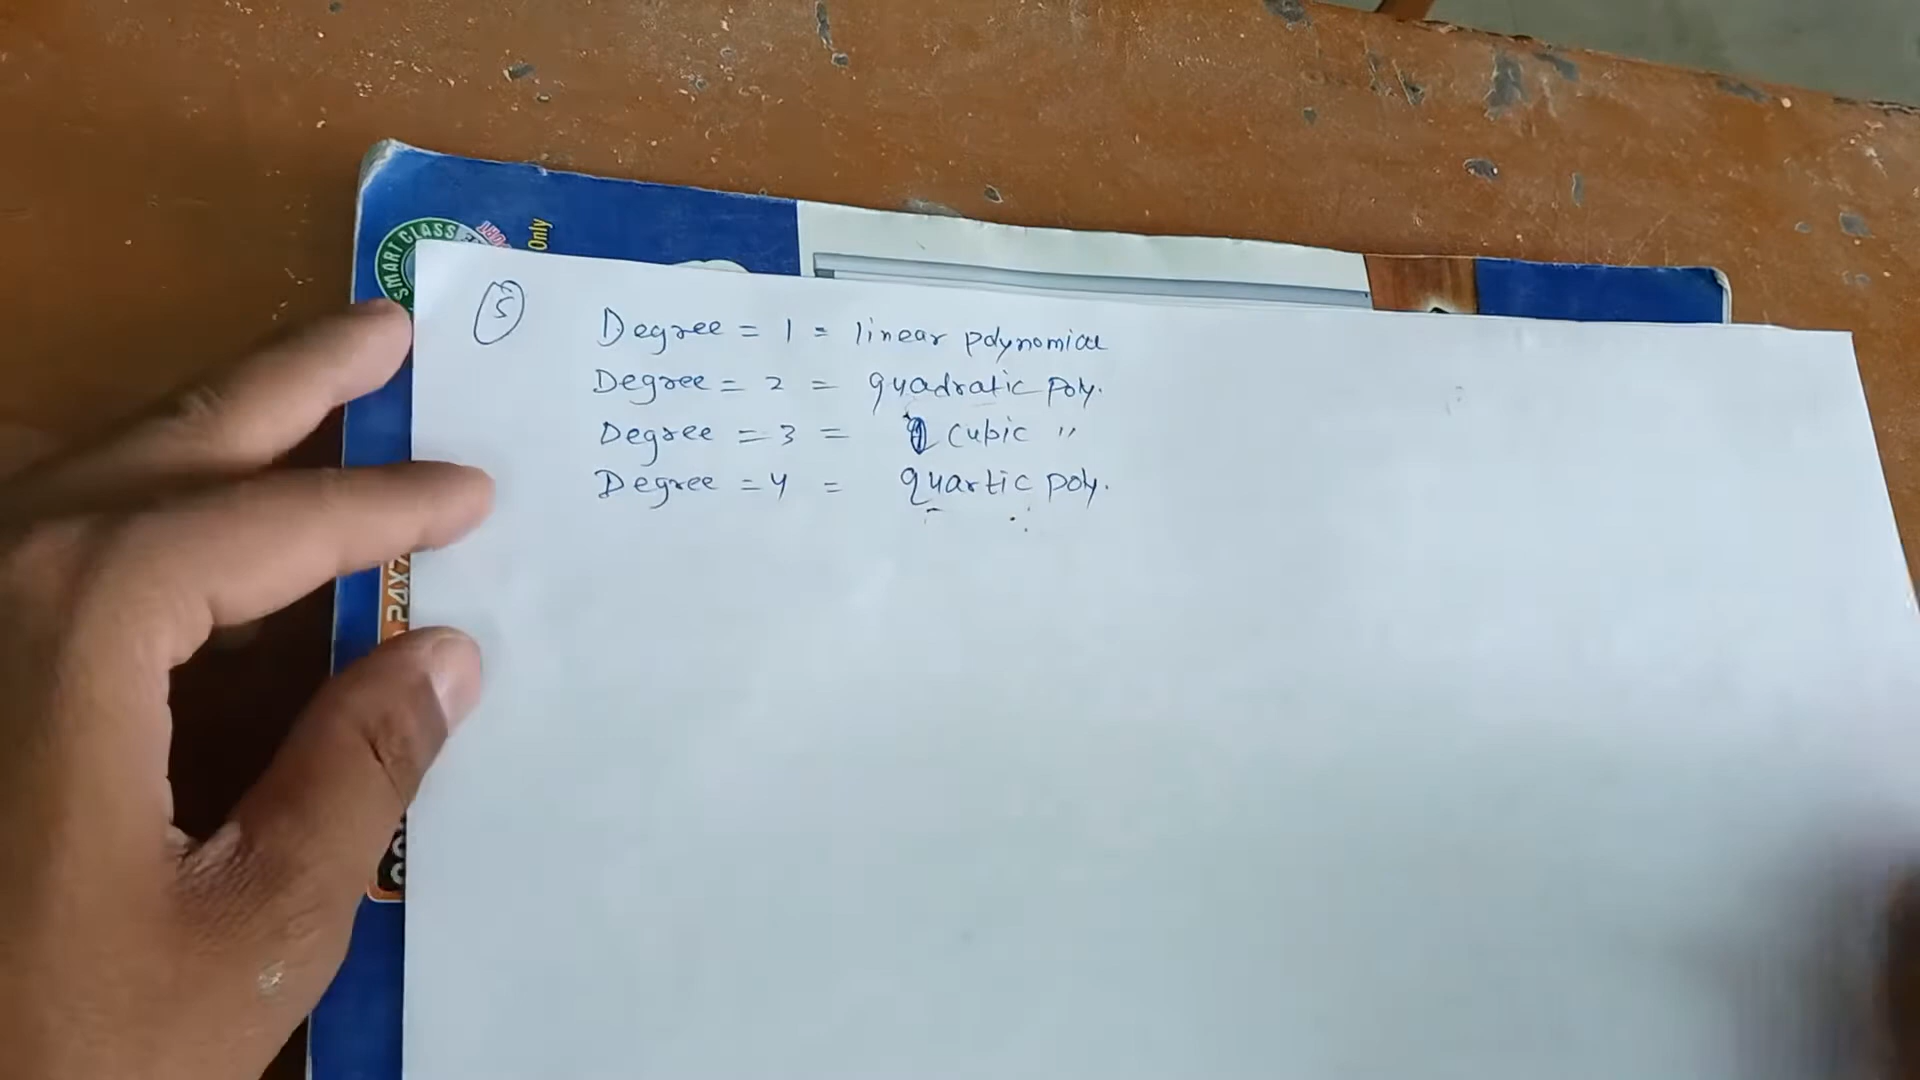 SMART CLASS
Only
5
Degree = 1 = linear polynomial
Degree = 2 = quadratic poly.
Degree = 3 = cubic "
Degree = 4 = quartic poly.
24X7